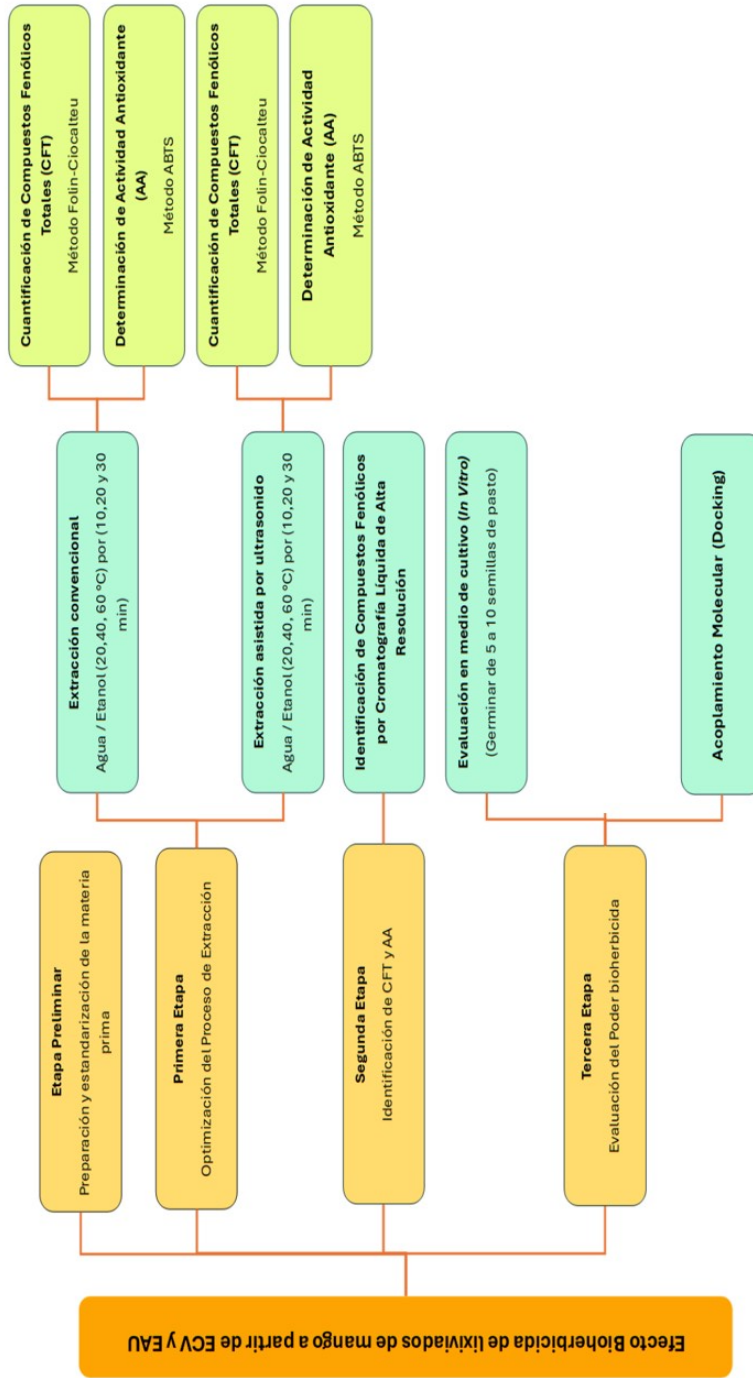 Efecto Bioherbicida de lixiviados de mango a partir de ECV y EAU
Etapa Preliminar
Preparación y estandarización de la materia
prima
Primera Etapa
Optimización del Proceso de Extracción
Segunda Etapa
Identificación de CFT y AA
Tercera Etapa
Evaluación del Poder bioherbicida
Extracción convencional
Agua / Etanol (20,40, 60 °C) por (10,20 y 30
min)
Extracción asistida por ultrasonido
Agua / Etanol (20,40, 60 °C) por (10,20 y 30
min)
Identificación de Compuestos Fenólicos
por Cromatografía Líquida de Alta
Resolución
Evaluación en medio de cultivo (In Vitro)
(Germinar de 5 a 10 semillas de pasto)
Acoplamiento Molecular (Docking)
Cuantificación de Compuestos Fenólicos
Totales (CFT)
Método Folin-Ciocalteu
Determinación de Actividad Antioxidante
(AA)
Método ABTS
Cuantificación de Compuestos Fenólicos
Totales (CFT)
Método Folin-Ciocalteu
Determinación de Actividad
Antioxidante (AA)
Método ABTS